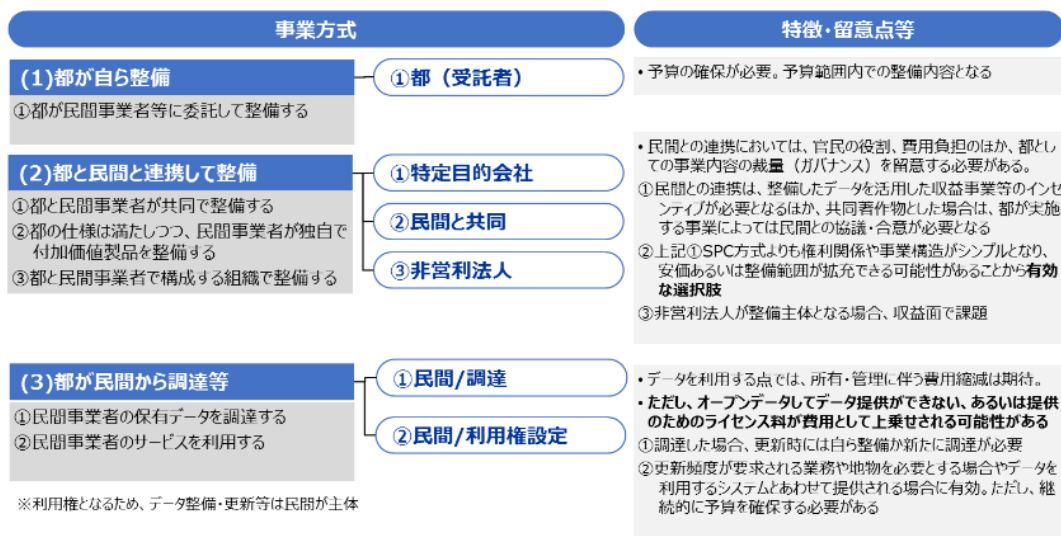 事業方式
特徴・留意点等
(1)都が自ら整備
①都が民間事業者等に委託して整備する
①都（受託者）
・予算の確保が必要。予算範囲内での整備内容となる
(2)都と民間と連携して整備
①都と民間事業者が共同で整備する
②都の仕様は満たしつつ、民間事業者が独自で
付加価値製品を整備する
③都と民間事業者で構成する組織で整備する
①特定目的会社
②民間と共同
③非営利法人
・民間との連携においては、官民の役割、費用負担のほか、都とし
ての事業内容の裁量（ガバナンス）を留意する必要がある。
①民間との連携は、整備したデータを活用した収益事業等のインセ
ンティブが必要となるほか、共同著作物とした場合は、都が実施
する事業によっては民間との協議・合意が必要となる
②上記①SPC方式よりも権利関係や事業構造がシンプルとなり、
安価あるいは整備範囲が拡充できる可能性があることから有効
な選択肢
③非営利法人が整備主体となる場合、収益面で課題
(3)都が民間から調達等
①民間事業者の保有データを調達する
②民間事業者のサービスを利用する
①民間/調達
②民間/利用権設定
・データを利用する点では、所有・管理に伴う費用縮減は期待。
・ただし、オープンデータしてデータ提供ができない、あるいは提供
のためのライセンス料が費用として上乗せされる可能性がある
①調達した場合、更新時には自ら整備か新たに調達が必要
②更新頻度が要求される業務や地物を必要とする場合やデータを
利用するシステムとあわせて提供される場合に有効。ただし、継
続的に予算を確保する必要がある
※利用権となるため、データ整備・更新等は民間が主体